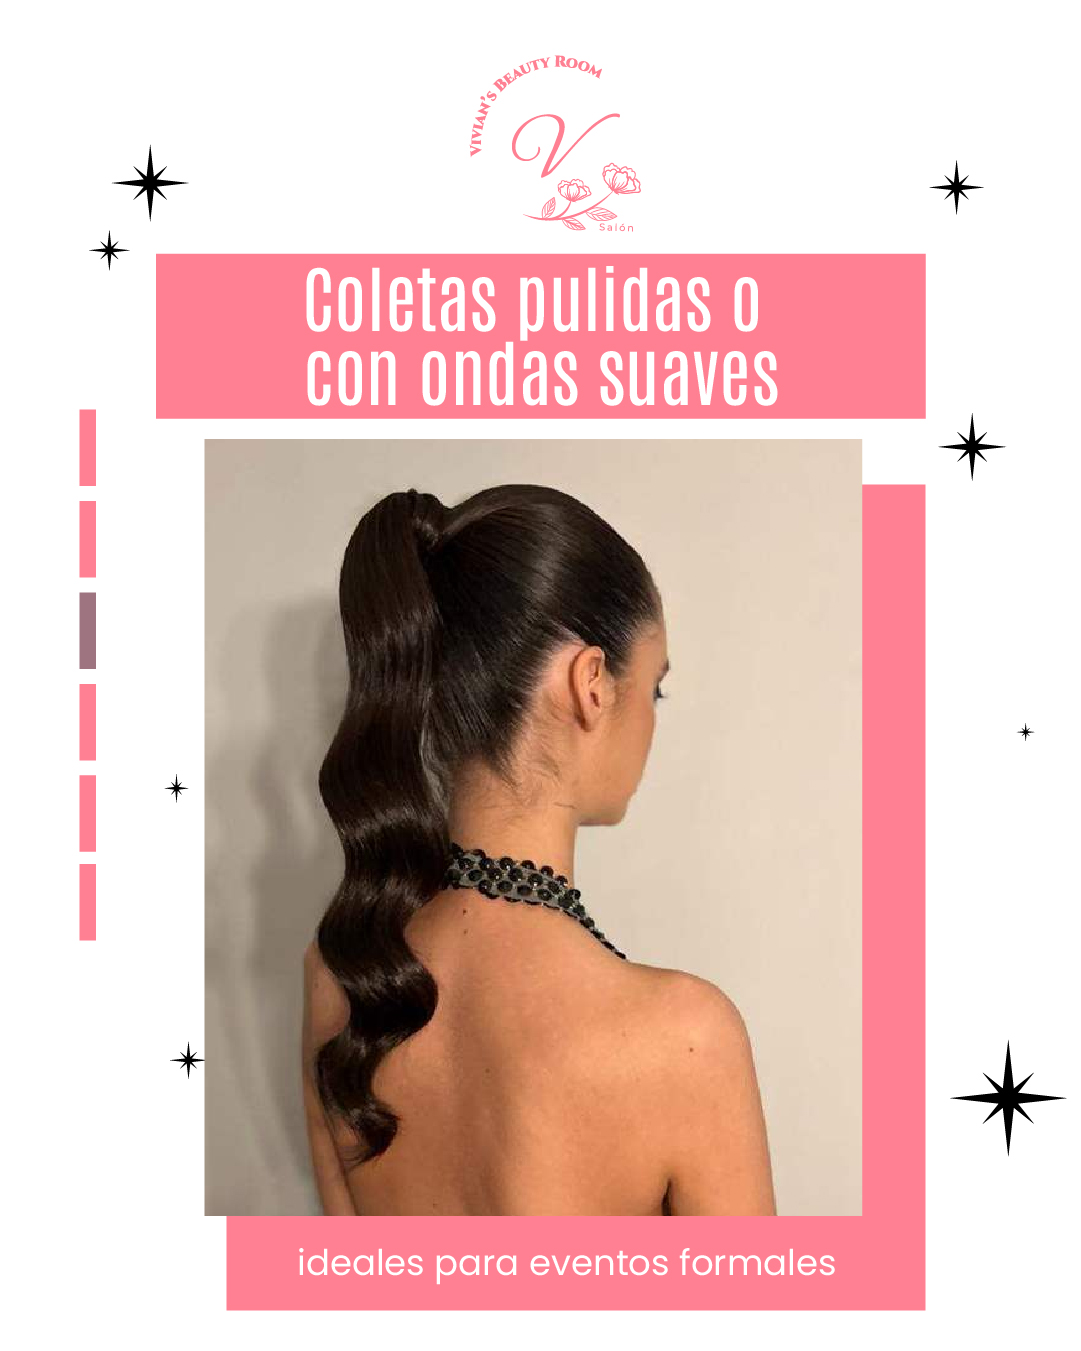 Vivian's Beauty Room
V
Salón
Coletas pulidas o
con ondas suaves
ideales para eventos formales